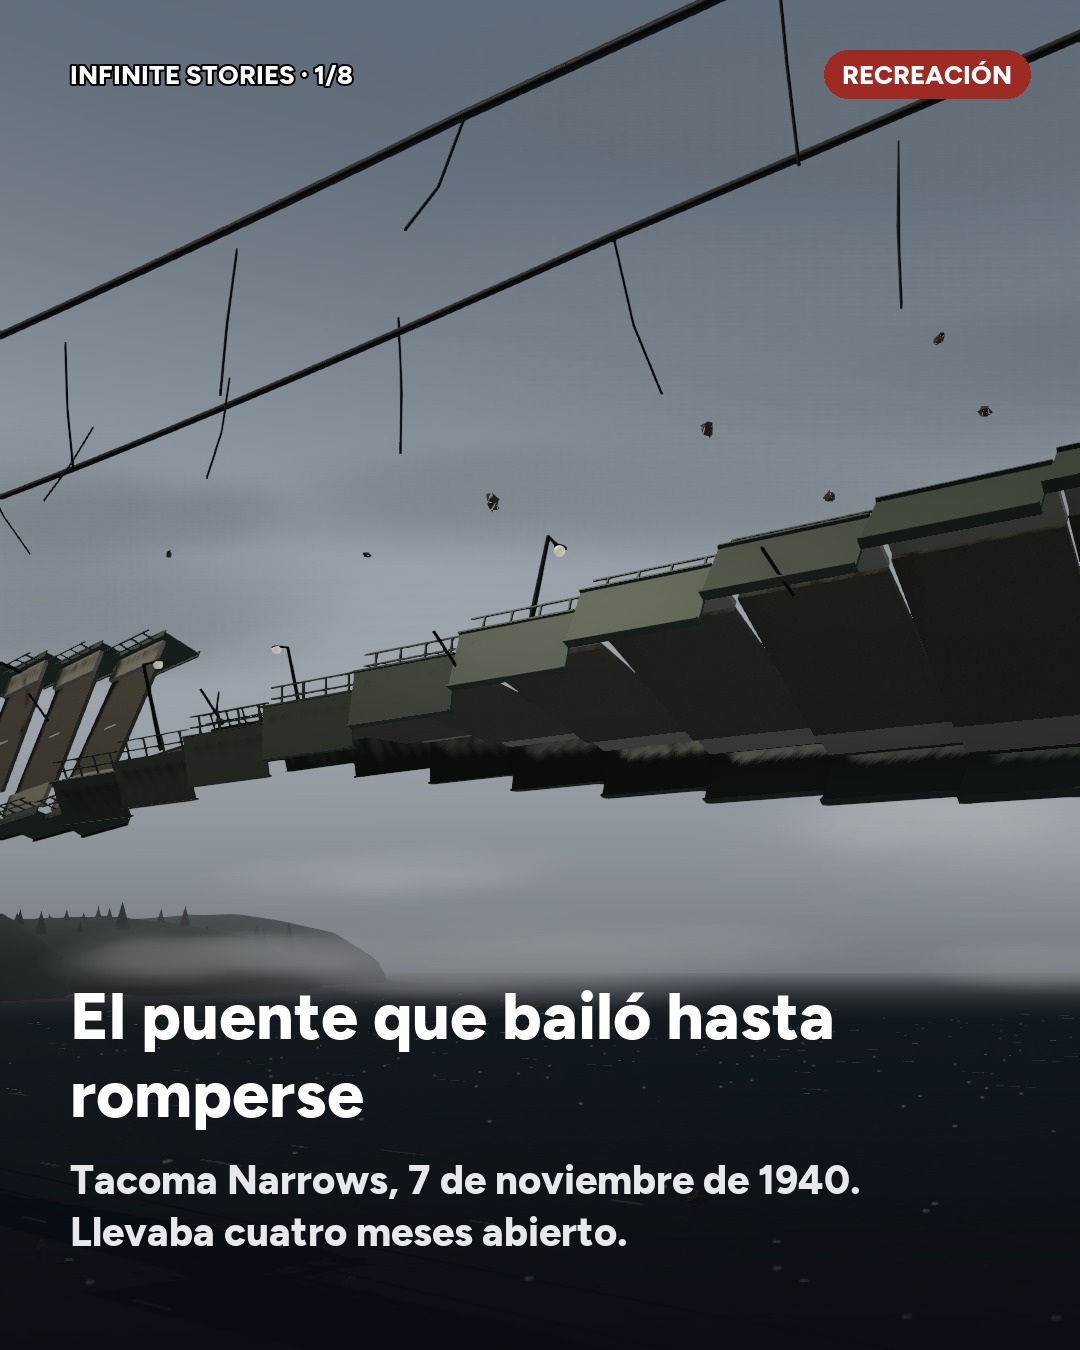 INFINITE STORIES · 1/8
RECREACIÓN
El puente que bailó hasta
romperse
Tacoma Narrows, 7 de noviembre de 1940.
Llevaba cuatro meses abierto.